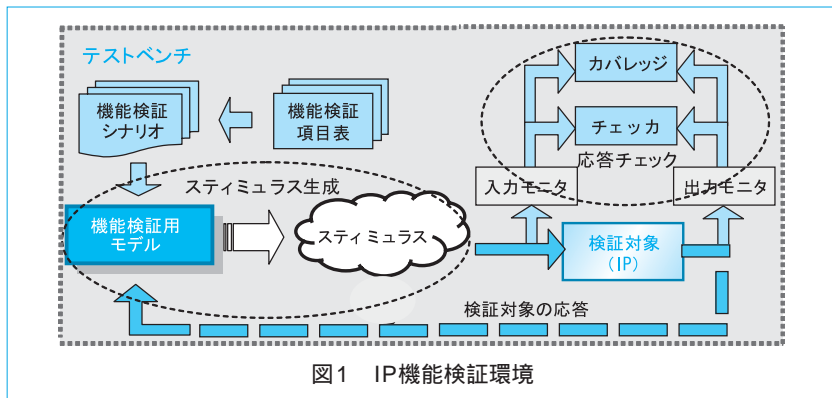 テストベンチ
機能検証
シナリオ
機能検証
項目表
カバレッジ
チェッカ
応答チェック
入力モニタ
出力モニタ
スティミュラス生成
機能検証用
モデル
スティミュラス
検証対象
(IP)
検証対象の応答
図1 IP機能検証環境